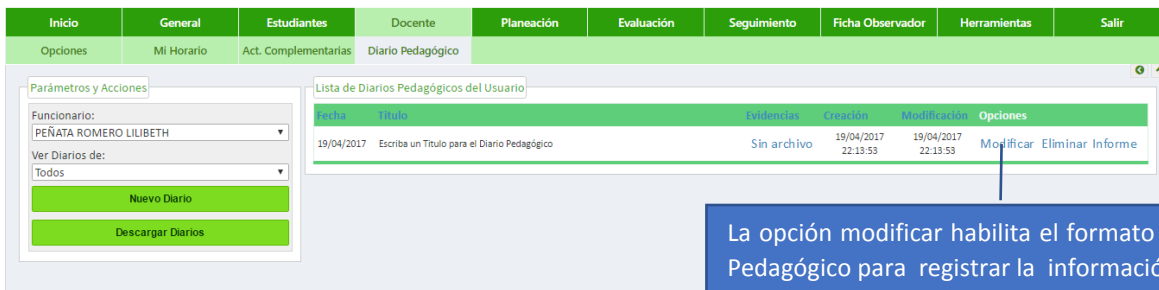 Inicio General Estudiantes Docente Planeación Evaluación Seguimiento Ficha Observador Herramientas Salir
Opciones Mi Horario Act. Complementarias Diario Pedagógico
Parámetros y Acciones
Funcionario:
PEÑATA ROMERO LILIBETH
Ver Diarios de:
Todos
Nuevo Diario
Descargar Diarios
Lista de Diarios Pedagógicos del Usuario
Fecha Título Evidencias Creación Modificación Opciones
19/04/2017 Escriba un Título para el Diario Pedagógico Sin archivo 19/04/2017 22:13:53 19/04/2017 22:13:53 Modificar Eliminar Informe
La opción modificar habilita el formato
Pedagógico para registrar la informació